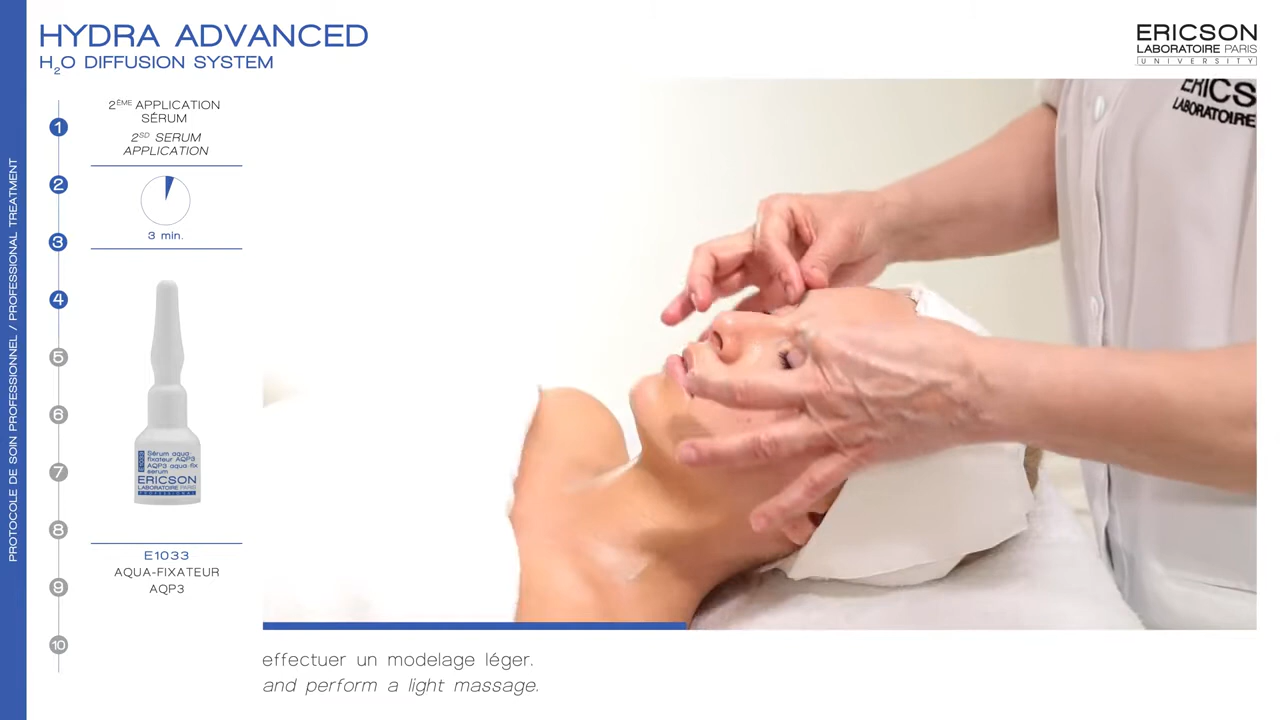 HYDRA ADVANCED
H₂O DIFFUSION SYSTEM
ERICSON
LABORATOIRE PARIS
UNIVERSITY
PROTOCOLE DE SOIN PROFESSIONNEL / PROFESSIONAL TREATMENT
1
2
3
4
5
6
7
8
9
10
2ÈME APPLICATION
SÉRUM
2SD SERUM
APPLICATION
3 min.
E1033
Sérum aqua
fixateur AQP3
AQP3 aqua fix
serum
ERICSON
LABORATOIRE PARIS
PROFESSIONAL
E1033
AQUA-FIXATEUR
AQP3
ERICS
LABORATOIRE
effectuer un modelage léger.
and perform a light massage.